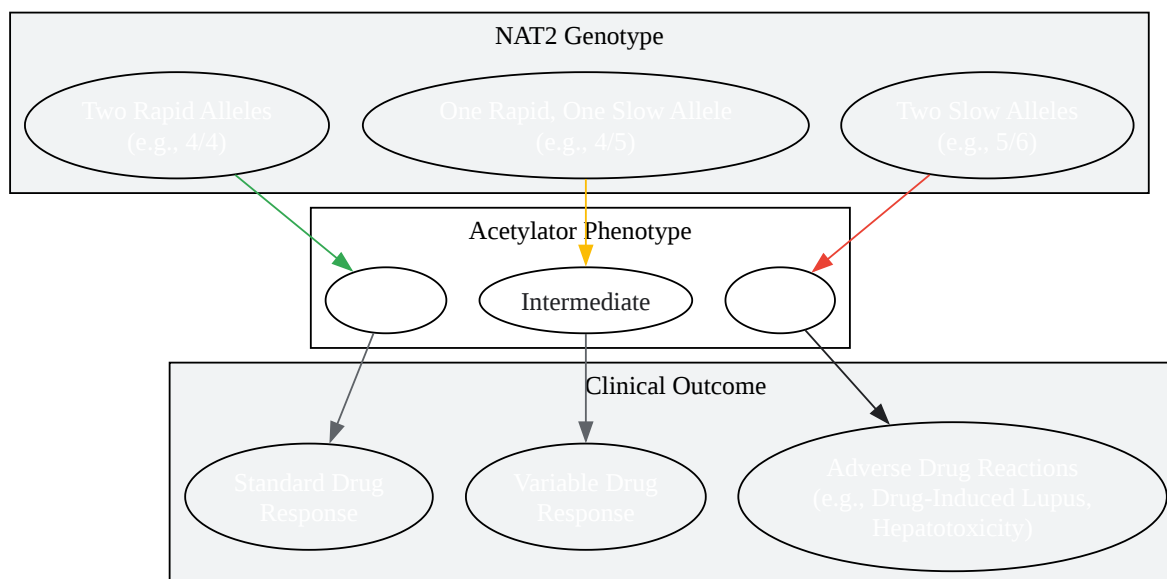 NAT2 Genotype
Two Rapid Alleles
(e.g., 4/4)
One Rapid, One Slow Allele
(e.g., 4/5)
Two Slow Alleles
(e.g., 5/6)
Acetylator Phenotype
Intermediate
Clinical Outcome
Standard Drug
Response
Variable Drug
Response
Adverse Drug Reactions
(e.g., Drug-Induced Lupus,
Hepatotoxicity)